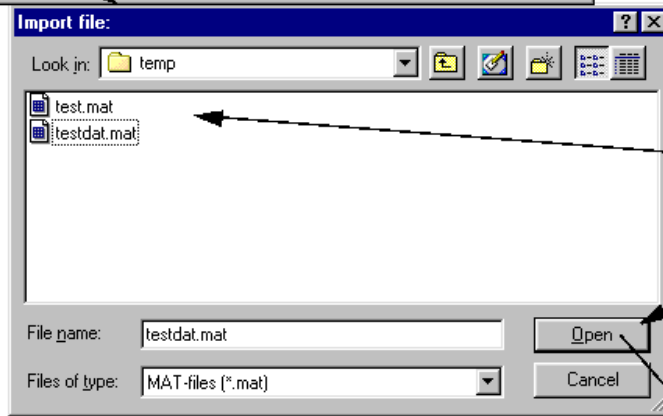 Import file:
Look in: temp
test.mat
testdat.mat
File name: testdat.mat
Open
Files of type: MAT-files (*.mat)
Cancel